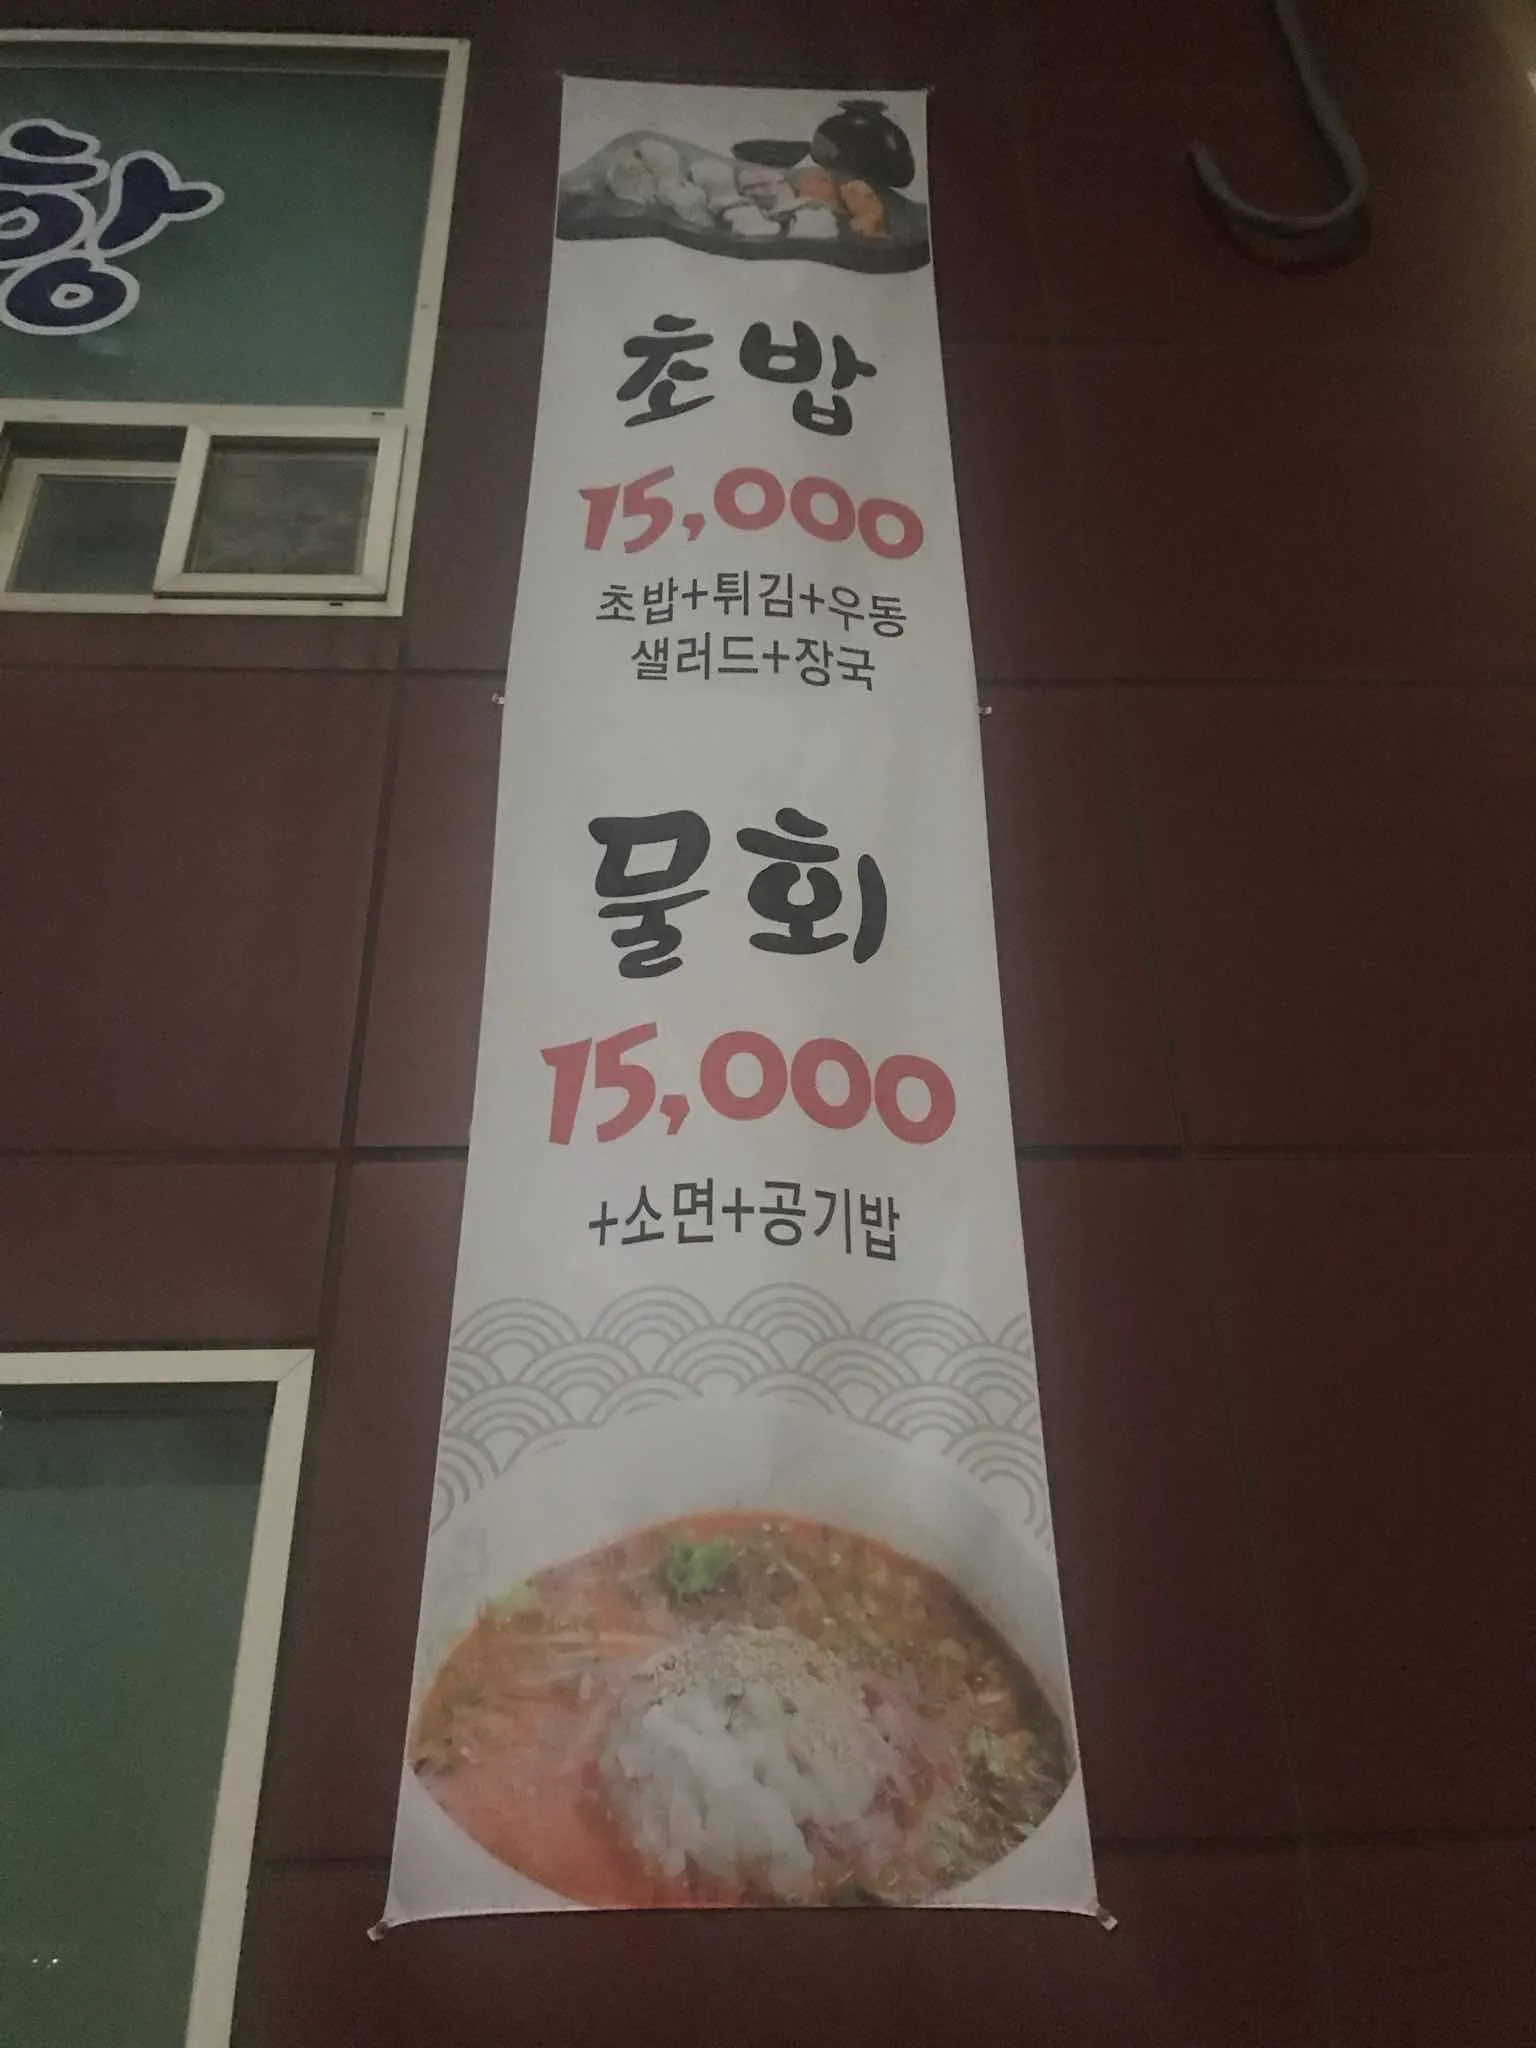 항
초밥
15,000
초밥+튀김+우동
샐러드+장국
물회
15,000
+소면+공기밥